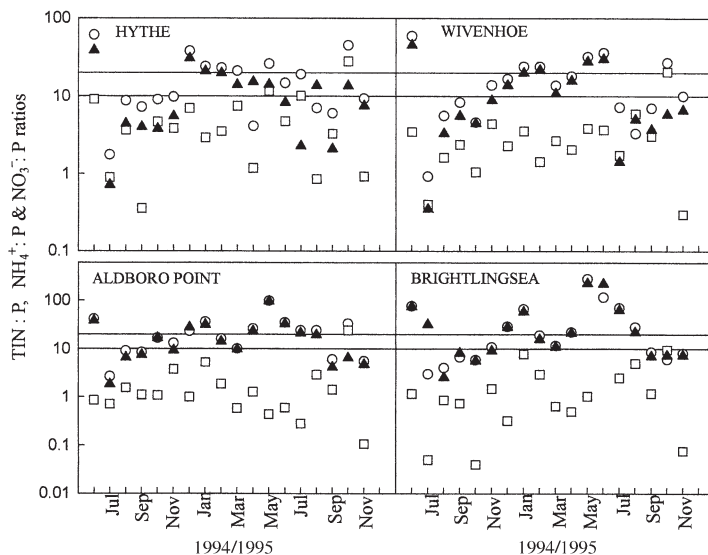 TIN : P, NH₄⁺: P & NO₃⁻: P ratios
HYTHE
WIVENHOE
100
10
1
0.1
ALDBORO POINT
BRIGHTLINGSEA
100
10
1
0.1
0.01
Jul Sep Nov Jan Mar May Jul Sep Nov
Jul Sep Nov Jan Mar May Jul Sep Nov
1994/1995
1994/1995